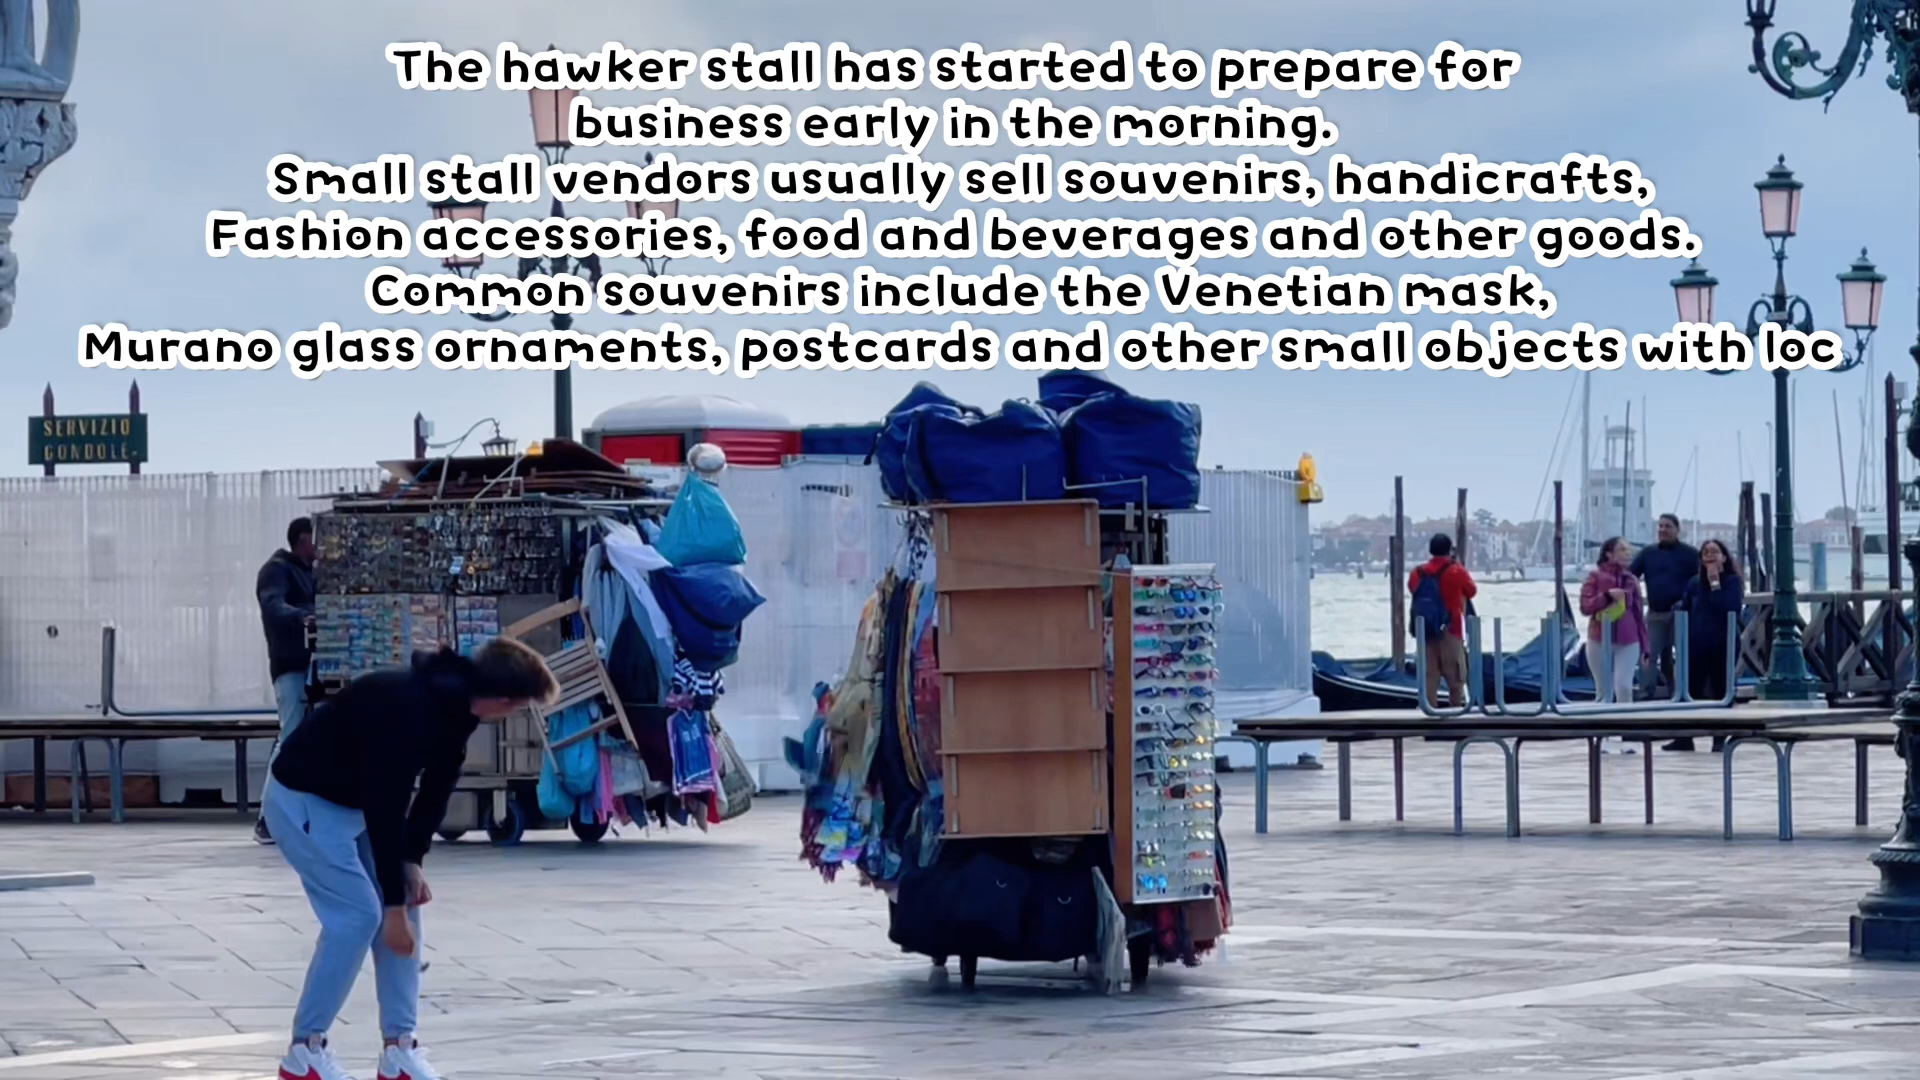 The hawker stall has started to prepare for
business early in the morning.
Small stall vendors usually sell souvenirs, handicrafts,
Fashion accessories, food and beverages and other goods.
Common souvenirs include the Venetian mask,
Murano glass ornaments, postcards and other small objects with loc
SERVIZIO
GONDOLE